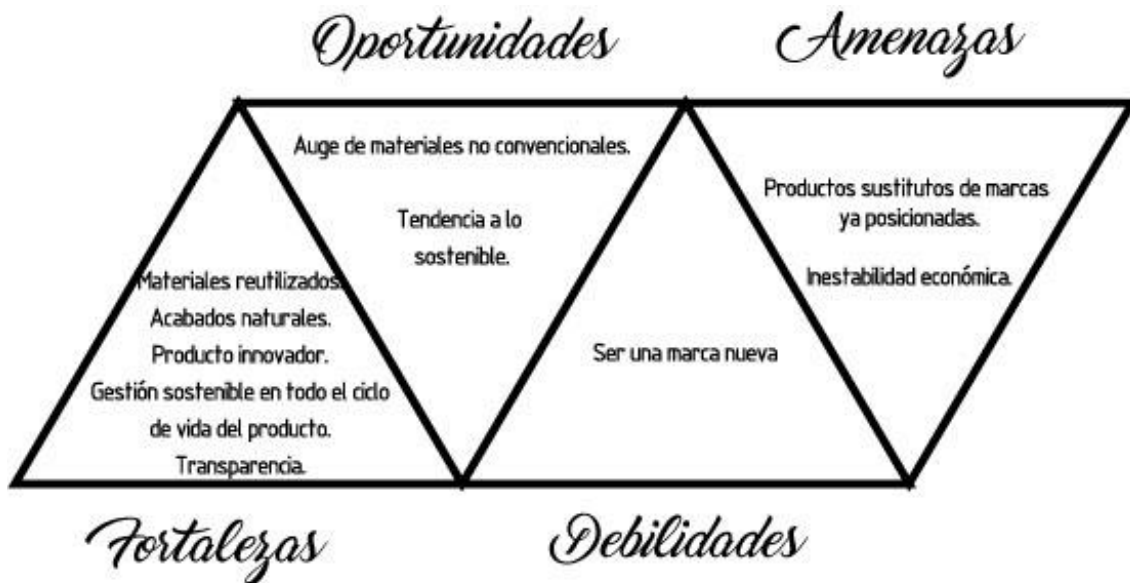 Oportunidades
Amenazas
Auge de materiales no convencionales.
Tendencia a lo
sostenible.
Productos sustitutos de marcas
ya posicionadas.
Inestabilidad económica.
Materiales reutilizados.
Acabados naturales.
Producto innovador.
Gestión sostenible en todo el ciclo
de vida del producto.
Transparencia.
Ser una marca nueva
Fortalezas
Debilidades